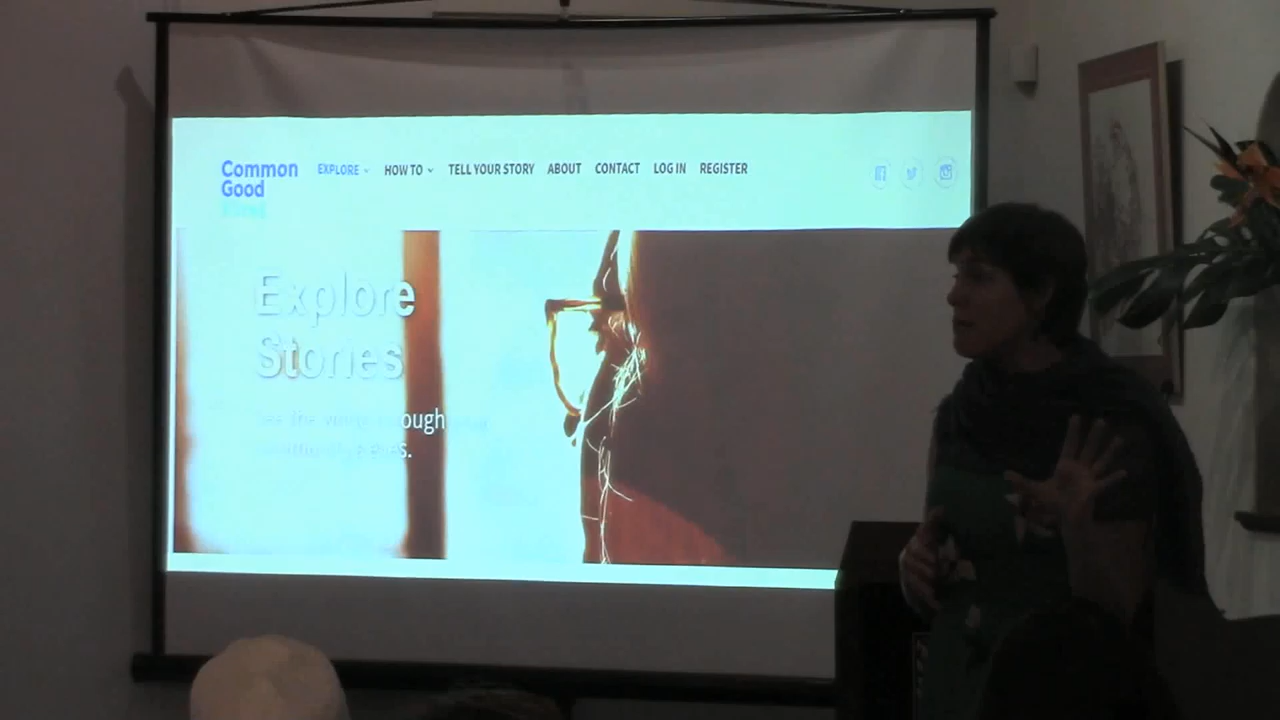 Common
Good
EXPLORE
HOW TO
TELL YOUR STORY
ABOUT
CONTACT
LOG IN
REGISTER
Explore
Stories